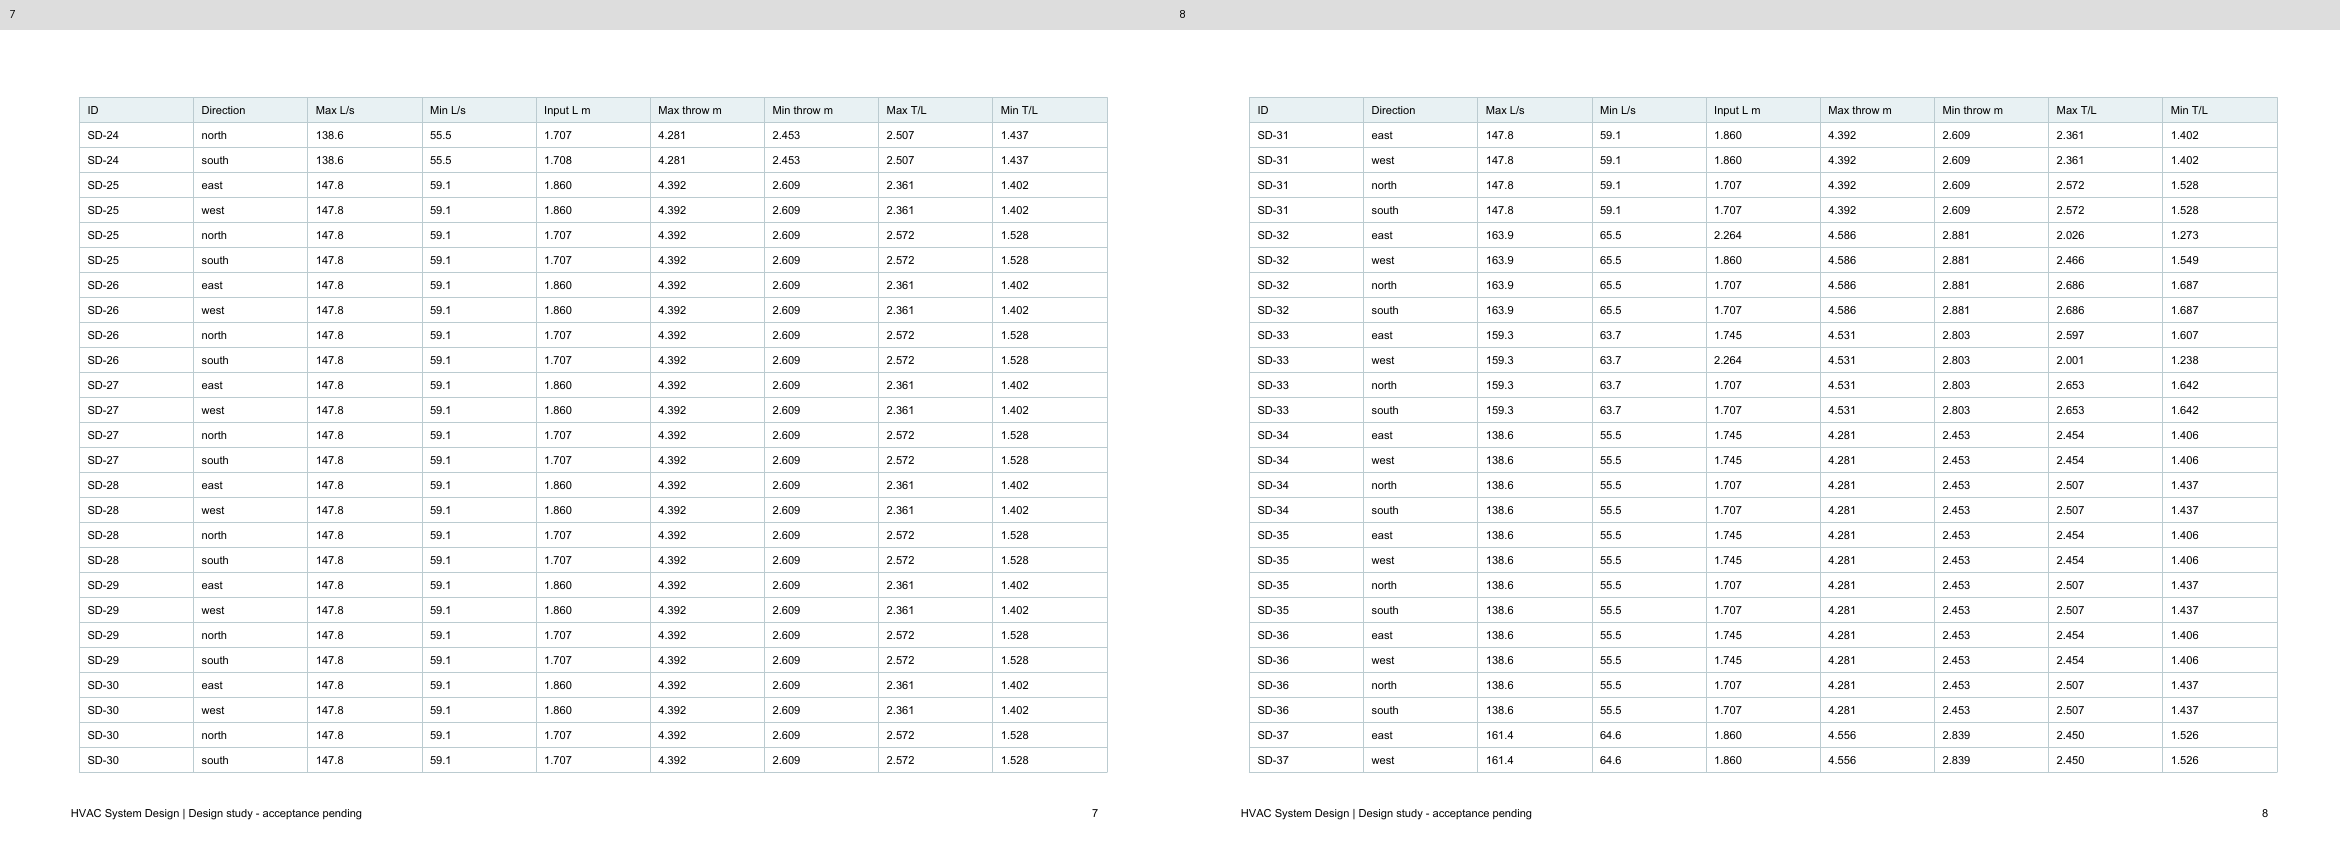 7
ID Direction Max L/s Min L/s Input L m Max throw m Min throw m Max T/L Min T/L
SD-24 north 138.6 55.5 1.707 4.281 2.453 2.507 1.437
SD-24 south 138.6 55.5 1.708 4.281 2.453 2.507 1.437
SD-25 east 147.8 59.1 1.860 4.392 2.609 2.361 1.402
SD-25 west 147.8 59.1 1.860 4.392 2.609 2.361 1.402
SD-25 north 147.8 59.1 1.707 4.392 2.609 2.572 1.528
SD-25 south 147.8 59.1 1.707 4.392 2.609 2.572 1.528
SD-26 east 147.8 59.1 1.860 4.392 2.609 2.361 1.402
SD-26 west 147.8 59.1 1.860 4.392 2.609 2.361 1.402
SD-26 north 147.8 59.1 1.707 4.392 2.609 2.572 1.528
SD-26 south 147.8 59.1 1.707 4.392 2.609 2.572 1.528
SD-27 east 147.8 59.1 1.860 4.392 2.609 2.361 1.402
SD-27 west 147.8 59.1 1.860 4.392 2.609 2.361 1.402
SD-27 north 147.8 59.1 1.707 4.392 2.609 2.572 1.528
SD-27 south 147.8 59.1 1.707 4.392 2.609 2.572 1.528
SD-28 east 147.8 59.1 1.860 4.392 2.609 2.361 1.402
SD-28 west 147.8 59.1 1.860 4.392 2.609 2.361 1.402
SD-28 north 147.8 59.1 1.707 4.392 2.609 2.572 1.528
SD-28 south 147.8 59.1 1.707 4.392 2.609 2.572 1.528
SD-29 east 147.8 59.1 1.860 4.392 2.609 2.361 1.402
SD-29 west 147.8 59.1 1.860 4.392 2.609 2.361 1.402
SD-29 north 147.8 59.1 1.707 4.392 2.609 2.572 1.528
SD-29 south 147.8 59.1 1.707 4.392 2.609 2.572 1.528
SD-30 east 147.8 59.1 1.860 4.392 2.609 2.361 1.402
SD-30 west 147.8 59.1 1.860 4.392 2.609 2.361 1.402
SD-30 north 147.8 59.1 1.707 4.392 2.609 2.572 1.528
SD-30 south 147.8 59.1 1.707 4.392 2.609 2.572 1.528
HVAC System Design | Design study - acceptance pending 7
8
ID Direction Max L/s Min L/s Input L m Max throw m Min throw m Max T/L Min T/L
SD-31 east 147.8 59.1 1.860 4.392 2.609 2.361 1.402
SD-31 west 147.8 59.1 1.860 4.392 2.609 2.361 1.402
SD-31 north 147.8 59.1 1.707 4.392 2.609 2.572 1.528
SD-31 south 147.8 59.1 1.707 4.392 2.609 2.572 1.528
SD-32 east 163.9 65.5 2.264 4.586 2.881 2.026 1.273
SD-32 west 163.9 65.5 1.860 4.586 2.881 2.466 1.549
SD-32 north 163.9 65.5 1.707 4.586 2.881 2.686 1.687
SD-32 south 163.9 65.5 1.707 4.586 2.881 2.686 1.687
SD-33 east 159.3 63.7 1.745 4.531 2.803 2.597 1.607
SD-33 west 159.3 63.7 2.264 4.531 2.803 2.001 1.238
SD-33 north 159.3 63.7 1.707 4.531 2.803 2.653 1.642
SD-33 south 159.3 63.7 1.707 4.531 2.803 2.653 1.642
SD-34 east 138.6 55.5 1.745 4.281 2.453 2.454 1.406
SD-34 west 138.6 55.5 1.745 4.281 2.453 2.454 1.406
SD-34 north 138.6 55.5 1.707 4.281 2.453 2.507 1.437
SD-34 south 138.6 55.5 1.707 4.281 2.453 2.507 1.437
SD-35 east 138.6 55.5 1.745 4.281 2.453 2.454 1.406
SD-35 west 138.6 55.5 1.745 4.281 2.453 2.454 1.406
SD-35 north 138.6 55.5 1.707 4.281 2.453 2.507 1.437
SD-35 south 138.6 55.5 1.707 4.281 2.453 2.507 1.437
SD-36 east 138.6 55.5 1.745 4.281 2.453 2.454 1.406
SD-36 west 138.6 55.5 1.745 4.281 2.453 2.454 1.406
SD-36 north 138.6 55.5 1.707 4.281 2.453 2.507 1.437
SD-36 south 138.6 55.5 1.707 4.281 2.453 2.507 1.437
SD-37 east 161.4 64.6 1.860 4.556 2.839 2.450 1.526
SD-37 west 161.4 64.6 1.860 4.556 2.839 2.450 1.526
HVAC System Design | Design study - acceptance pending 8